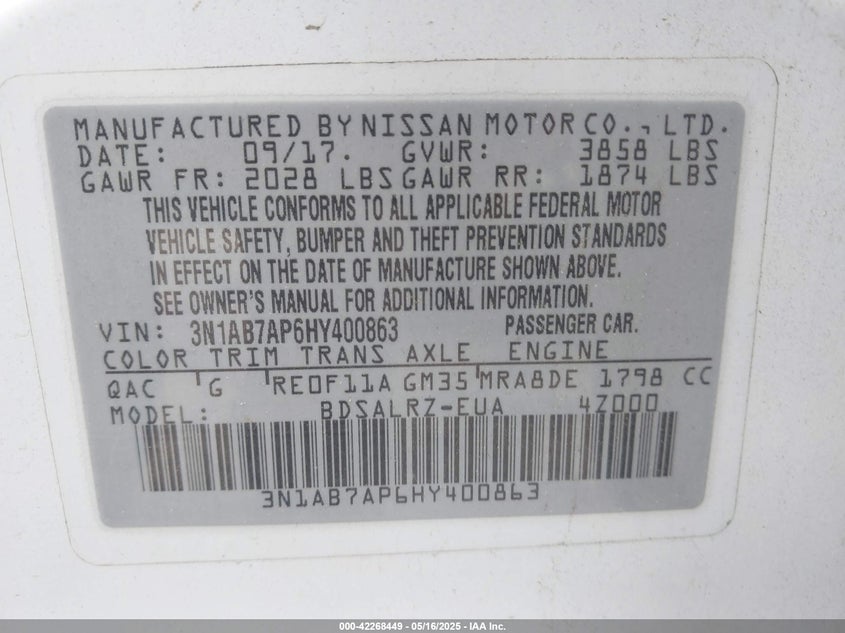 MANUFACTURED BY NISSAN MOTOR CO., LTD.
DATE: 09/17. GVWR: 3858 LBS
GAWR FR: 2028 LBS GAWR RR: 1874 LBS
THIS VEHICLE CONFORMS TO ALL APPLICABLE FEDERAL MOTOR
VEHICLE SAFETY, BUMPER AND THEFT PREVENTION STANDARDS
IN EFFECT ON THE DATE OF MANUFACTURE SHOWN ABOVE.
SEE OWNER'S MANUAL FOR ADDITIONAL INFORMATION.
VIN: 3N1AB7AP6HY400863 PASSENGER CAR.
COLOR TRIM TRANS AXLE ENGINE
QAC G RE0F11A GM35 MRA8DE 1798 CC
MODEL: BDSALRZ-EUA 4Z000
3N1AB7AP6HY400863
000-42268449 - 05/16/2025 - IAA Inc.